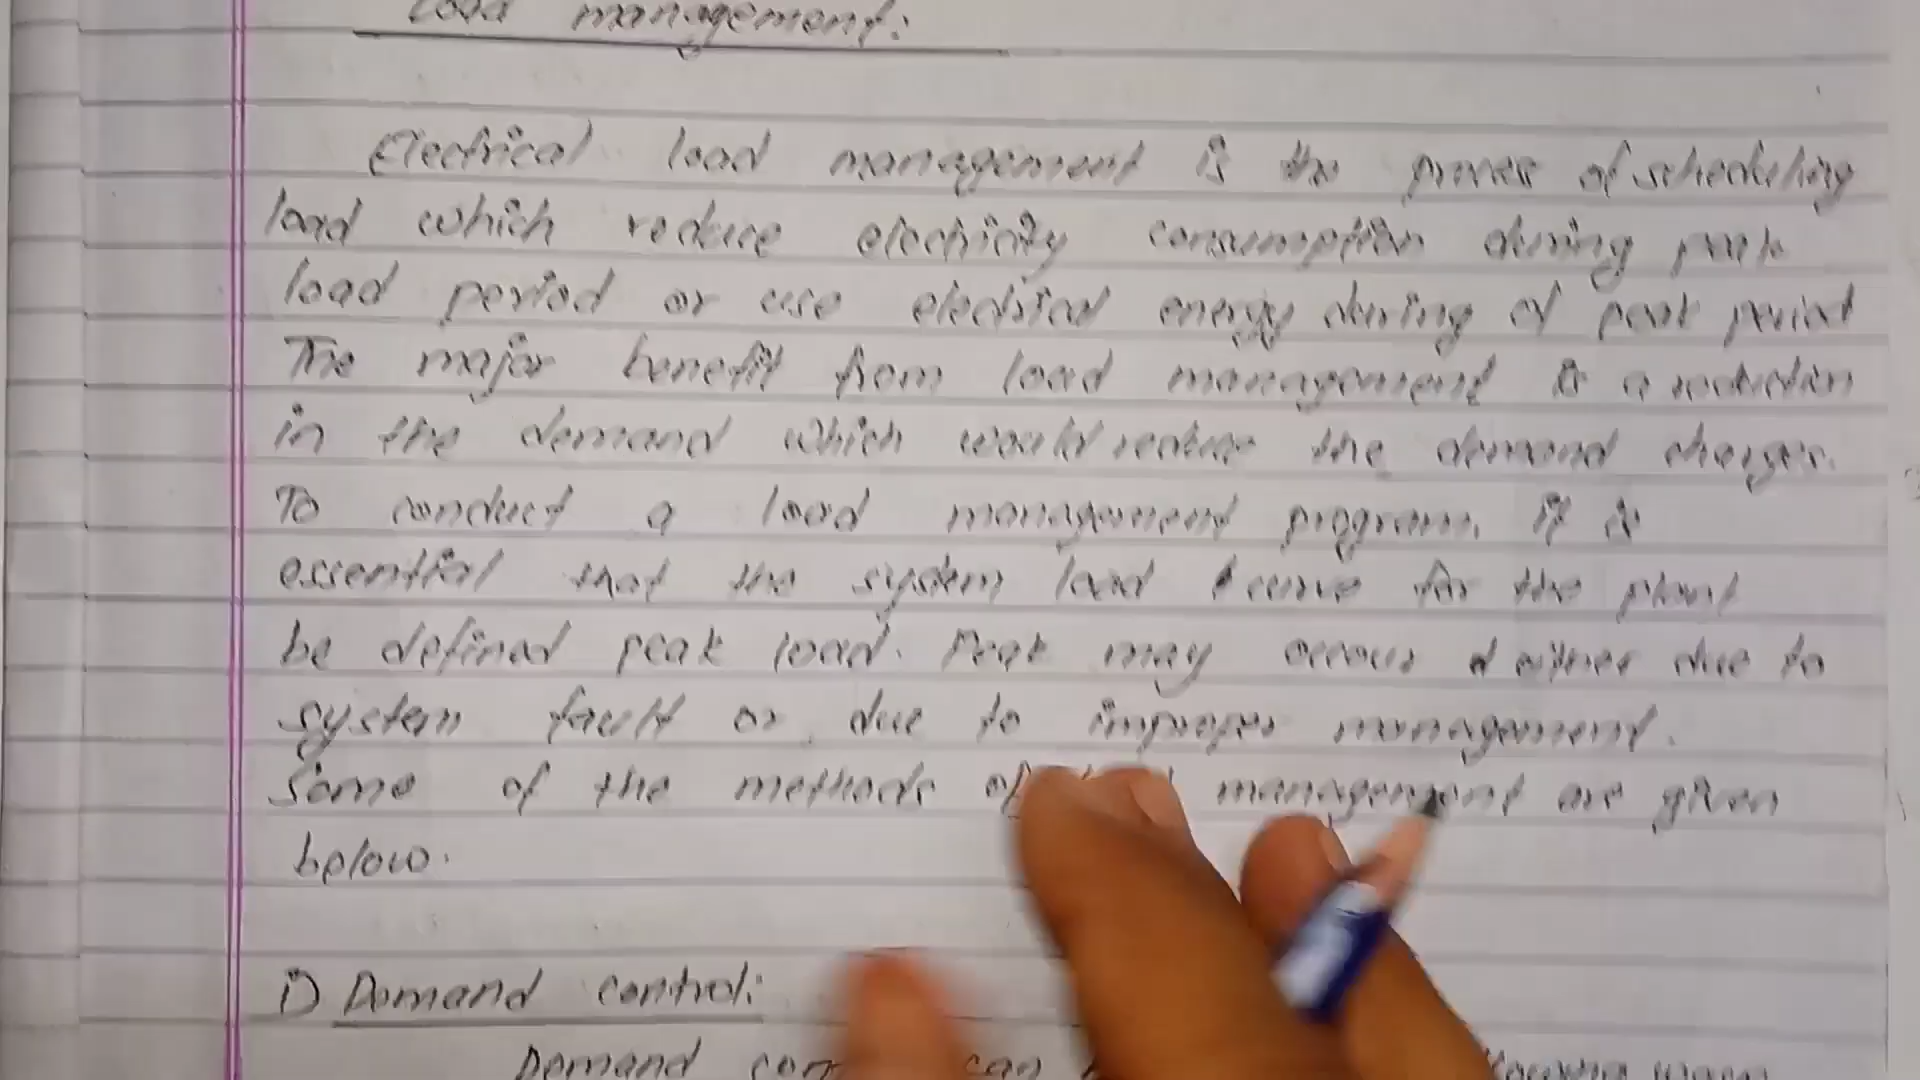 Load management:
Electrical load management is the process of scheduling
load which reduce electricity consumption during peak
load period or use electrical energy during of peak period
The major benefit from load management is a reduction
in the demand which would reduce the demand charges.
To conduct a load management program, it is
essential that the system load curve for the plant
be defined peak load. Peak may occour either due to
system fault or due to improper management.
Some of the methods of management are given
below.
i) Demand control:
Demand can